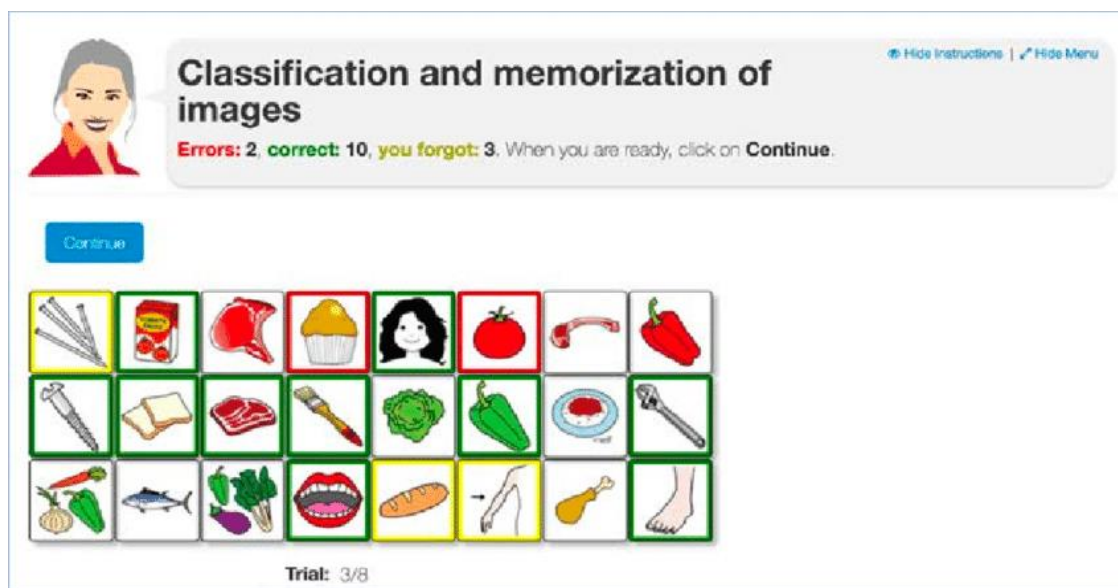 Hide Instructions | Hide Menu
Classification and memorization of
images
Errors: 2, correct: 10, you forgot: 3. When you are ready, click on Continue.
Continue
TOMATO
Trial: 3/8